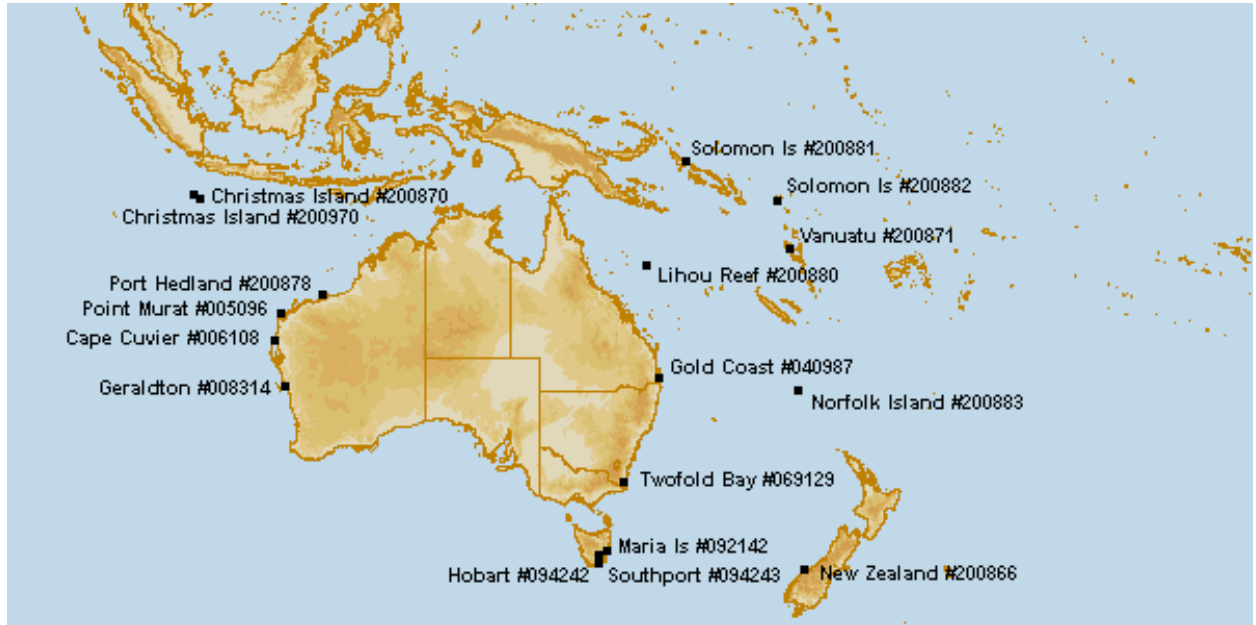 Solomon Is #200881
Solomon Is #200882
Christmas Island #200870
Christmas Island #200970
Vanuatu #200871
Lihou Reef #200880
Port Hedland #200878
Point Murat #005096
Cape Cuvier #006108
Gold Coast #040987
Geraldton #008314
Norfolk Island #200883
Twofold Bay #069129
Maria Is #092142
Hobart #094242
Southport #094243
New Zealand #200866